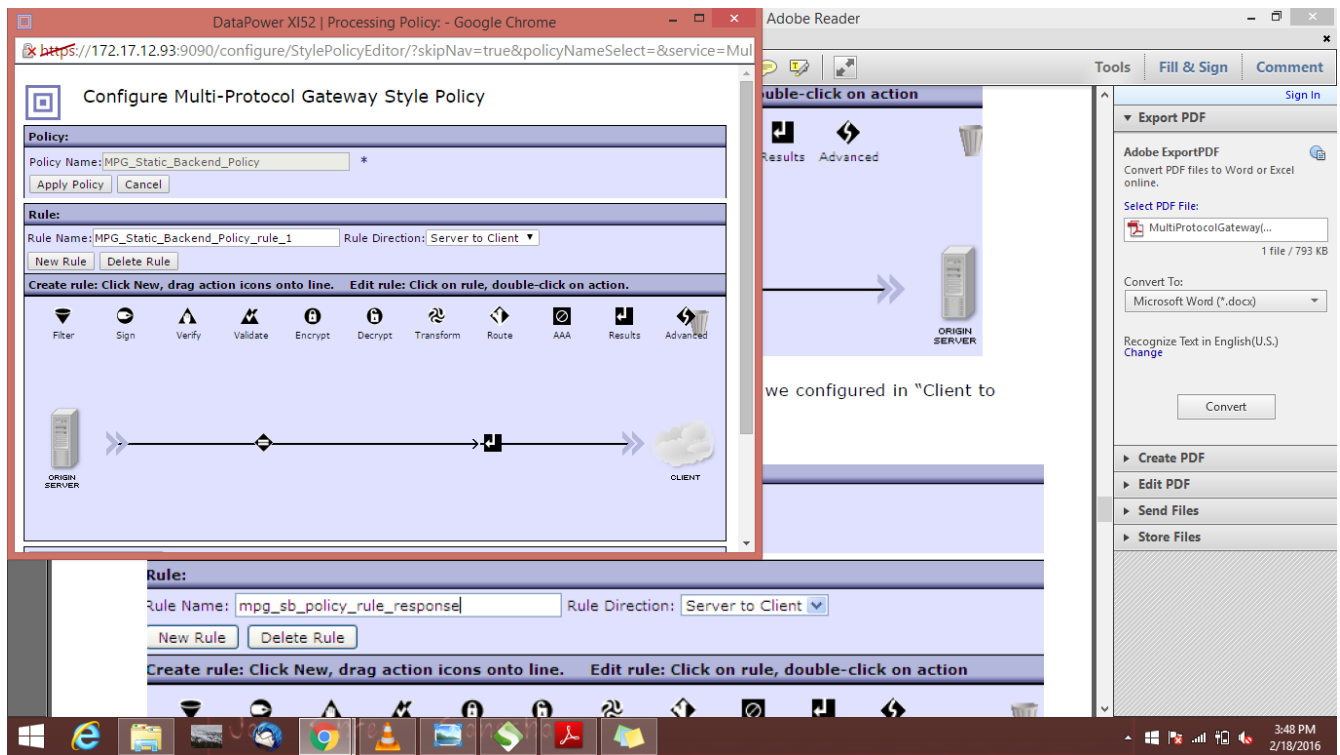 DataPower XI52 | Processing Policy: - Google Chrome
https://172.17.12.93:9090/configure/StylePolicyEditor/?skipNav=true&policyNameSelect=&service=Mul
Configure Multi-Protocol Gateway Style Policy
Policy:
Policy Name: MPG_Static_Backend_Policy *
Apply Policy Cancel
Rule:
Rule Name: MPG_Static_Backend_Policy_rule_1 Rule Direction: Server to Client
New Rule Delete Rule
Create rule: Click New, drag action icons onto line. Edit rule: Click on rule, double-click on action.
Filter Sign Verify Validate Encrypt Decrypt Transform Route AAA Results Advanced
ORIGIN
SERVER
CLIENT
Adobe Reader
Tools Fill & Sign Comment
uble-click on action
Results Advanced
ORIGIN
SERVER
we configured in “Client to
Rule:
Rule Name: mpg_sb_policy_rule_response Rule Direction: Server to Client
New Rule Delete Rule
Create rule: Click New, drag action icons onto line. Edit rule: Click on rule, double-click on action
Sign In
Export PDF
Adobe ExportPDF
Convert PDF files to Word or Excel
online.
Select PDF File:
MultiProtocolGateway(...
1 file / 793 KB
Convert To:
Microsoft Word (*.docx)
Recognize Text in English(U.S.)
Change
Convert
Create PDF
Edit PDF
Send Files
Store Files
3:48 PM
2/18/2016